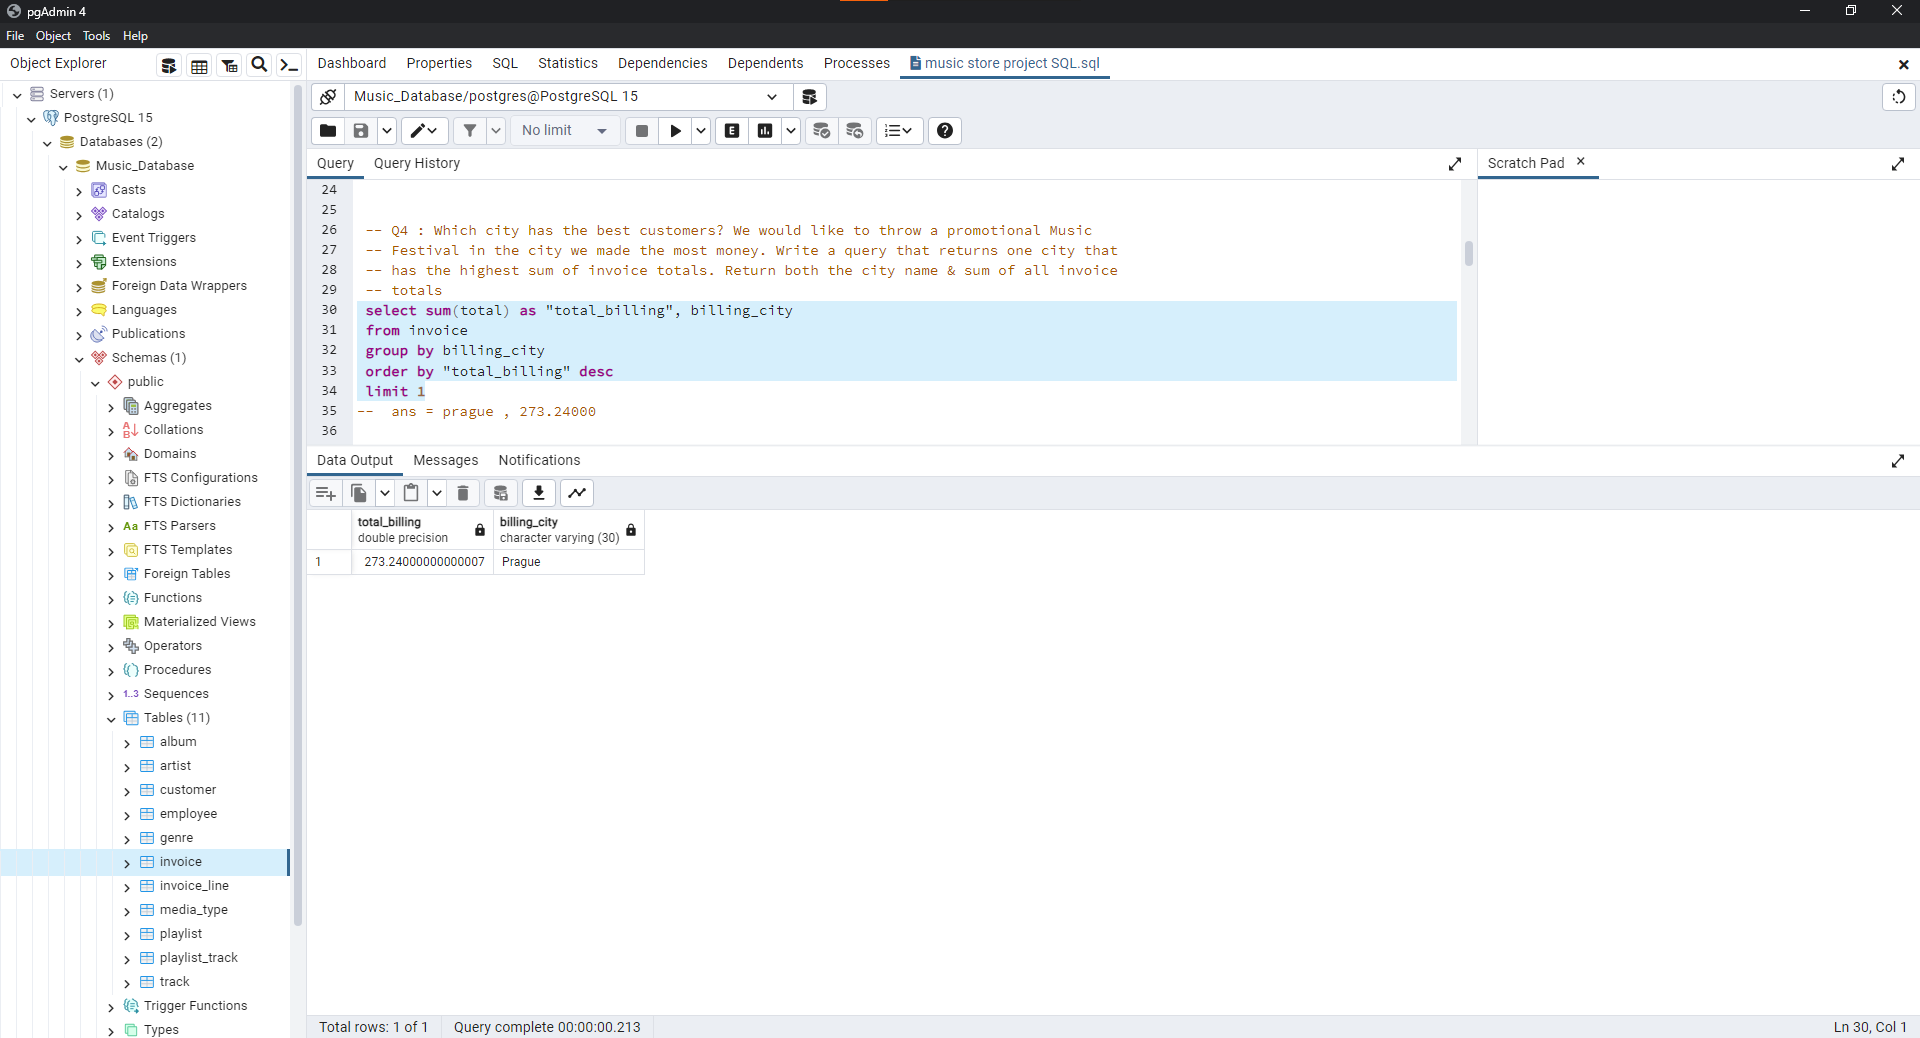 pgAdmin 4
File Object Tools Help
Object Explorer
Dashboard Properties SQL Statistics Dependencies Dependents Processes music store project SQL.sql
Servers (1)
PostgreSQL 15
Databases (2)
Music_Database
Casts
Catalogs
Event Triggers
Extensions
Foreign Data Wrappers
Languages
Publications
Schemas (1)
public
Aggregates
Collations
Domains
FTS Configurations
FTS Dictionaries
Aa FTS Parsers
FTS Templates
Foreign Tables
Functions
Materialized Views
Operators
Procedures
1..3 Sequences
Tables (11)
album
artist
customer
employee
genre
invoice
invoice_line
media_type
playlist
playlist_track
track
Trigger Functions
Types
Music_Database/postgres@PostgreSQL 15
No limit E
Query Query History
Scratch Pad
24
25
26 -- Q4 : Which city has the best customers? We would like to throw a promotional Music
27 -- Festival in the city we made the most money. Write a query that returns one city that
28 -- has the highest sum of invoice totals. Return both the city name & sum of all invoice
29 -- totals
30 select sum(total) as "total_billing", billing_city
31 from invoice
32 group by billing_city
33 order by "total_billing" desc
34 limit 1
35 -- ans = prague , 273.24000
36
Data Output Messages Notifications
total_billing billing_city
double precision character varying (30)
1 273.24000000000007 Prague
Total rows: 1 of 1 Query complete 00:00:00.213 Ln 30, Col 1